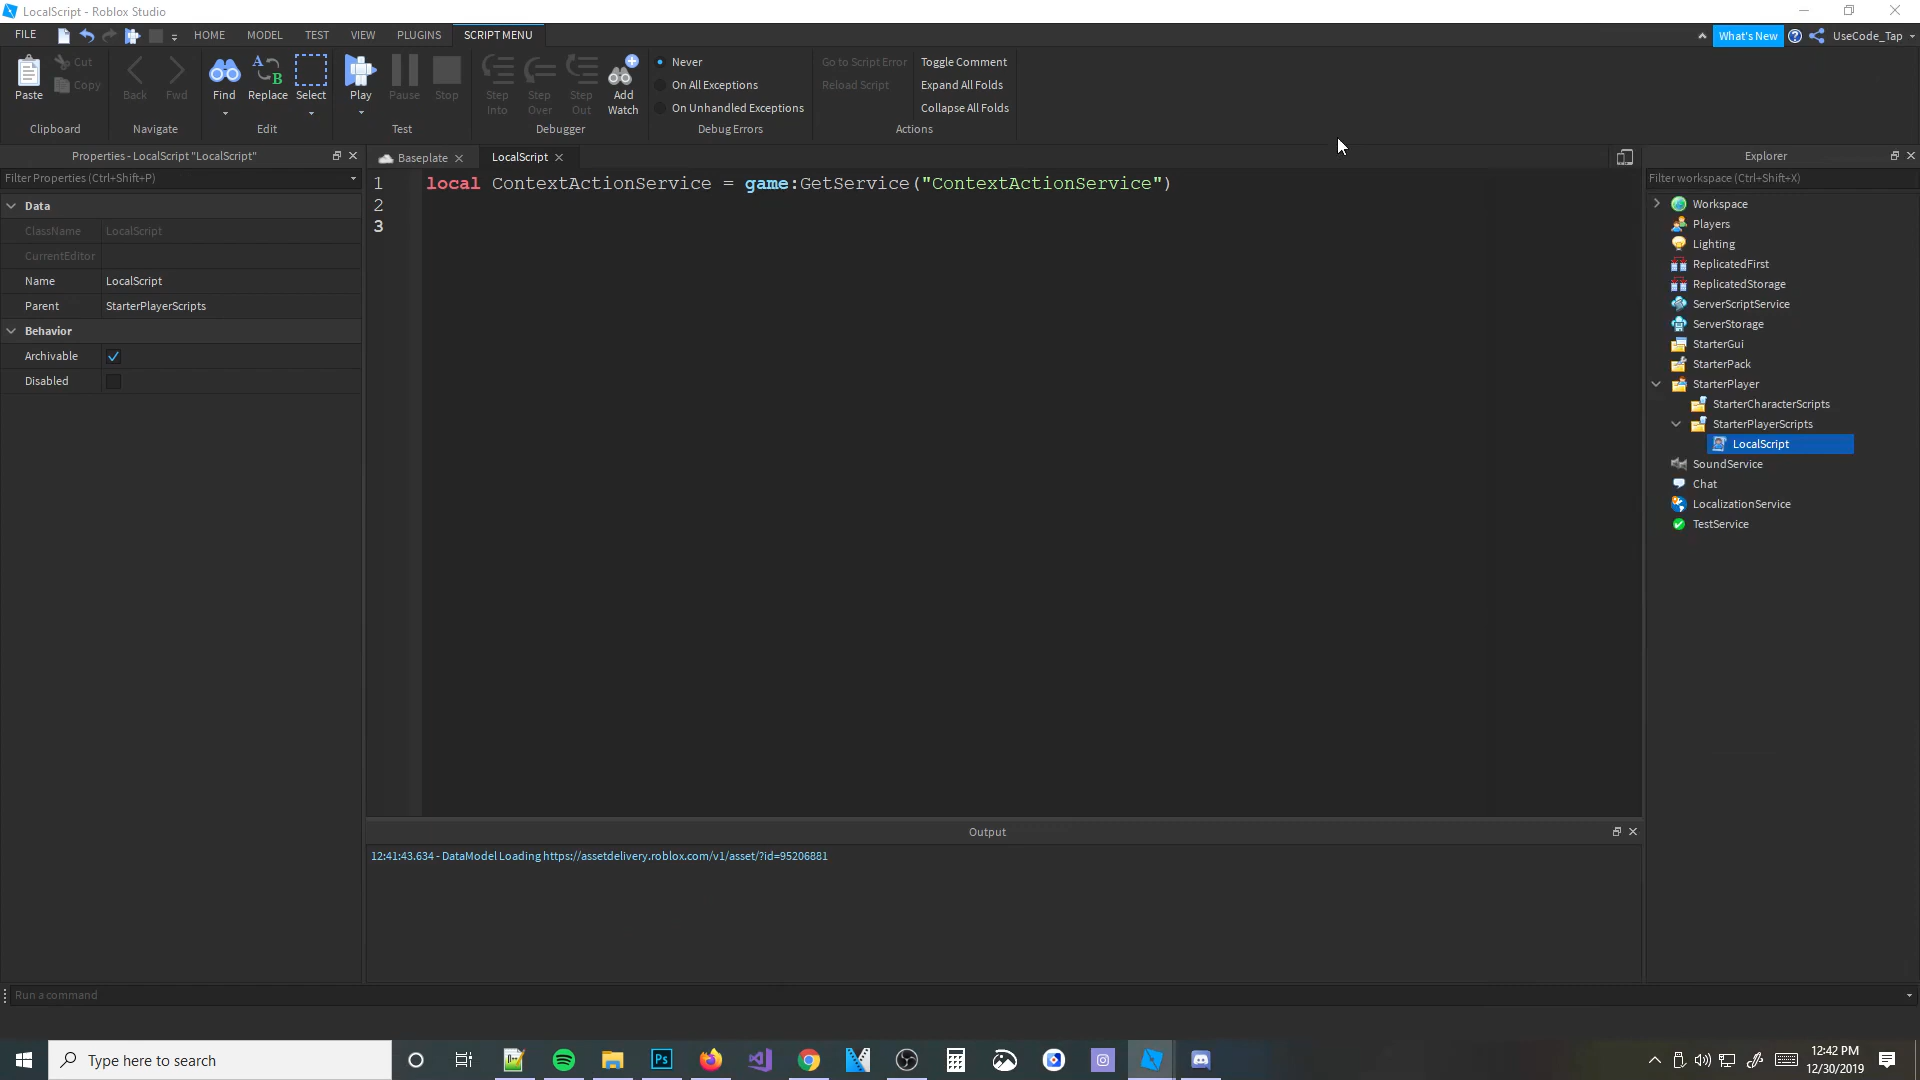 LocalScript - Roblox Studio
FILE
HOME
MODEL
TEST
VIEW
PLUGINS
SCRIPT MENU
What's New
UseCode_Tap
Paste
Cut
Copy
Clipboard
Back
Fwd
Navigate
Find
Replace
Select
Edit
Play
Pause
Stop
Test
Step Into
Step Over
Step Out
Add Watch
Debugger
Never
On All Exceptions
On Unhandled Exceptions
Debug Errors
Go to Script Error
Reload Script
Toggle Comment
Expand All Folds
Collapse All Folds
Actions
Properties - LocalScript "LocalScript"
Filter Properties (Ctrl+Shift+P)
Data
ClassName LocalScript
CurrentEditor
Name LocalScript
Parent StarterPlayerScripts
Behavior
Archivable
Disabled
Baseplate
LocalScript
1 local ContextActionService = game:GetService("ContextActionService")
2
3
Output
12:41:43.634 - DataModel Loading https://assetdelivery.roblox.com/v1/asset/?id=95206881
Explorer
Filter workspace (Ctrl+Shift+X)
Workspace
Players
Lighting
ReplicatedFirst
ReplicatedStorage
ServerScriptService
ServerStorage
StarterGui
StarterPack
StarterPlayer
StarterCharacterScripts
StarterPlayerScripts
LocalScript
SoundService
Chat
LocalizationService
TestService
Run a command
Type here to search
Ps
12:42 PM
12/30/2019